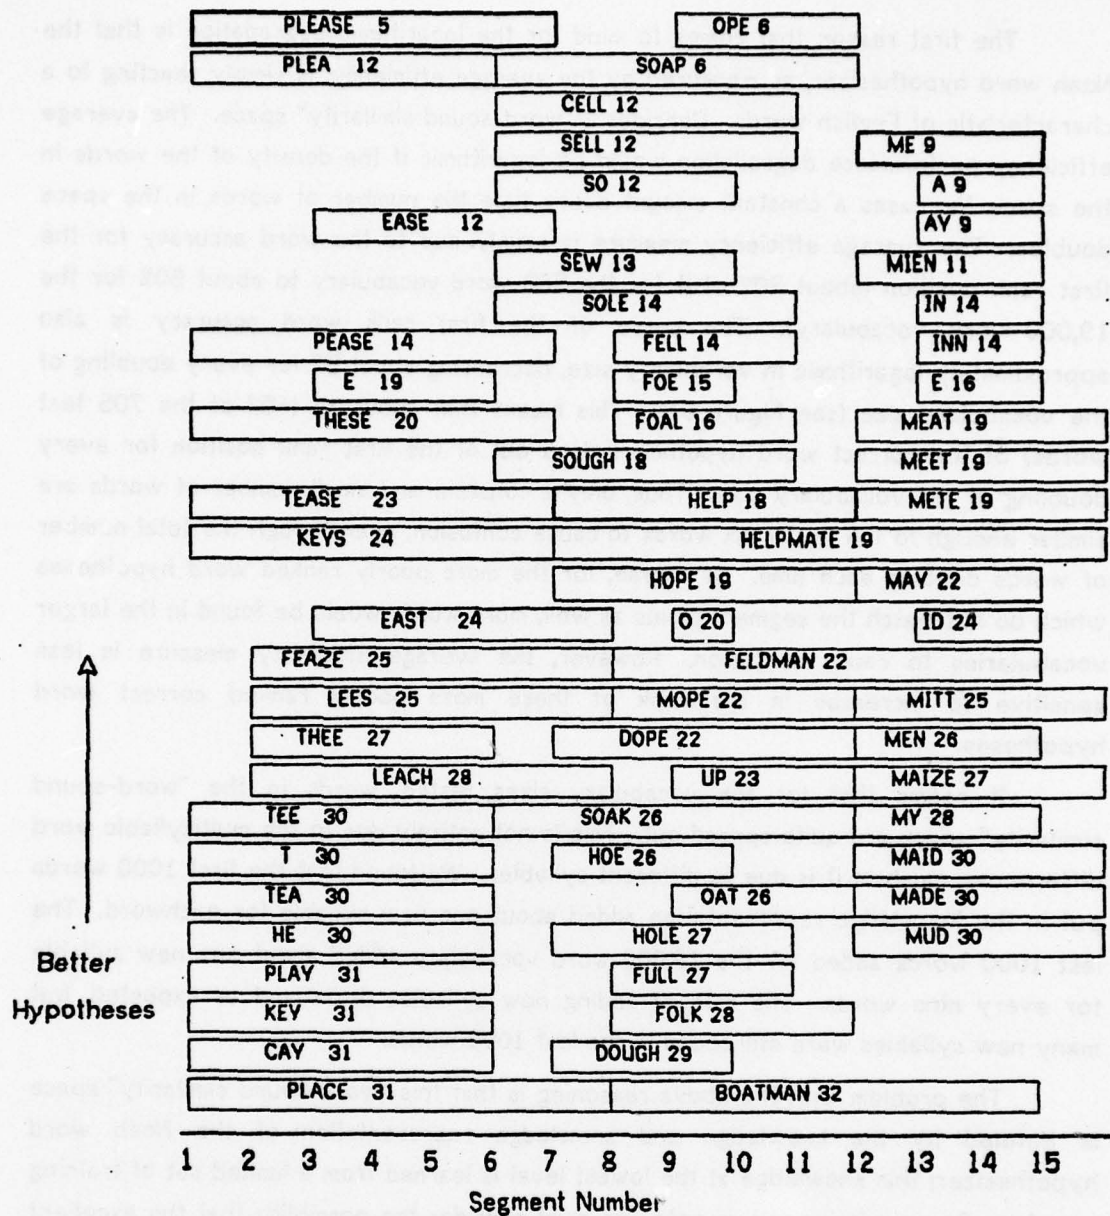 PLEASE 5 OPE 6
PLEA 12 SOAP 6
CELL 12
SELL 12 ME 9
SO 12 A 9
EASE 12 AY 9
SEW 13 MIEN 11
SOLE 14 IN 14
PEASE 14 FELL 14 INN 14
E 19 FOE 15 E 16
THESE 20 FOAL 16 MEAT 19
SOUGH 18 MEET 19
TEASE 23 HELP 18 METE 19
KEYS 24 HELPMATE 19
HOPE 19 MAY 22
EAST 24 O 20 ID 24
FEAZE 25 FELDMAN 22
LEES 25 MOPE 22 MITT 25
THEE 27 DOPE 22 MEN 26
LEACH 28 UP 23 MAIZE 27
TEE 30 SOAK 26 MY 28
T 30 HOE 26 MAID 30
TEA 30 OAT 26 MADE 30
HE 30 HOLE 27 MUD 30
Better
PLAY 31 FULL 27
Hypotheses
KEY 31 FOLK 28
CAY 31 DOUGH 29
PLACE 31 BOATMAN 32
1 2 3 4 5 6 7 8 9 10 11 12 13 14 15
Segment Number